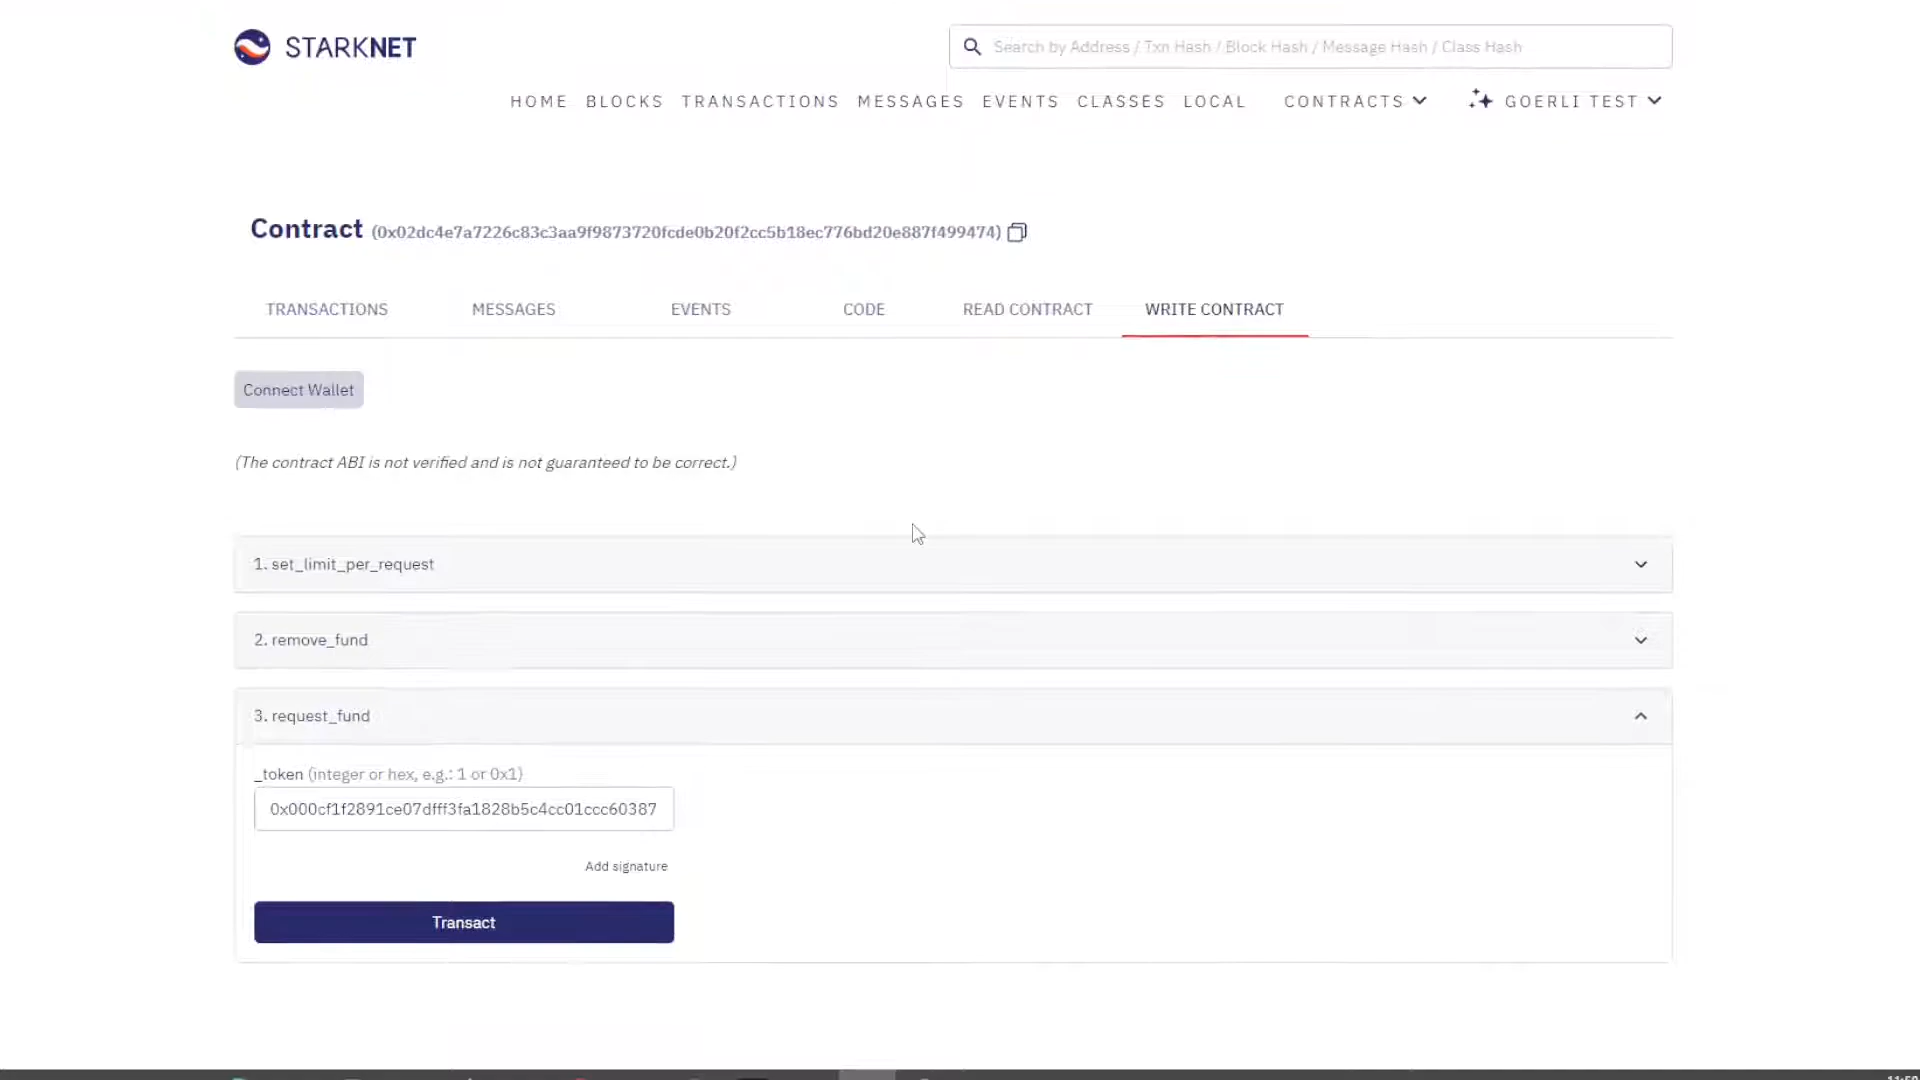 STARKNET
Search by Address / Txn Hash / Block Hash / Message Hash / Class Hash
HOME BLOCKS TRANSACTIONS MESSAGES EVENTS CLASSES LOCAL CONTRACTS GOERLI TEST
Contract (0x02dc4e7a7226c83c3aa9f9873720fcde0b20f2cc5b18ec776bd20e887f499474)
TRANSACTIONS MESSAGES EVENTS CODE READ CONTRACT WRITE CONTRACT
Connect Wallet
(The contract ABI is not verified and is not guaranteed to be correct.)
1. set_limit_per_request
2. remove_fund
3. request_fund
_token (integer or hex, e.g.: 1 or 0x1)
0x000cf1f2891ce07dfff3fa1828b5c4cc01ccc60387
Add signature
Transact